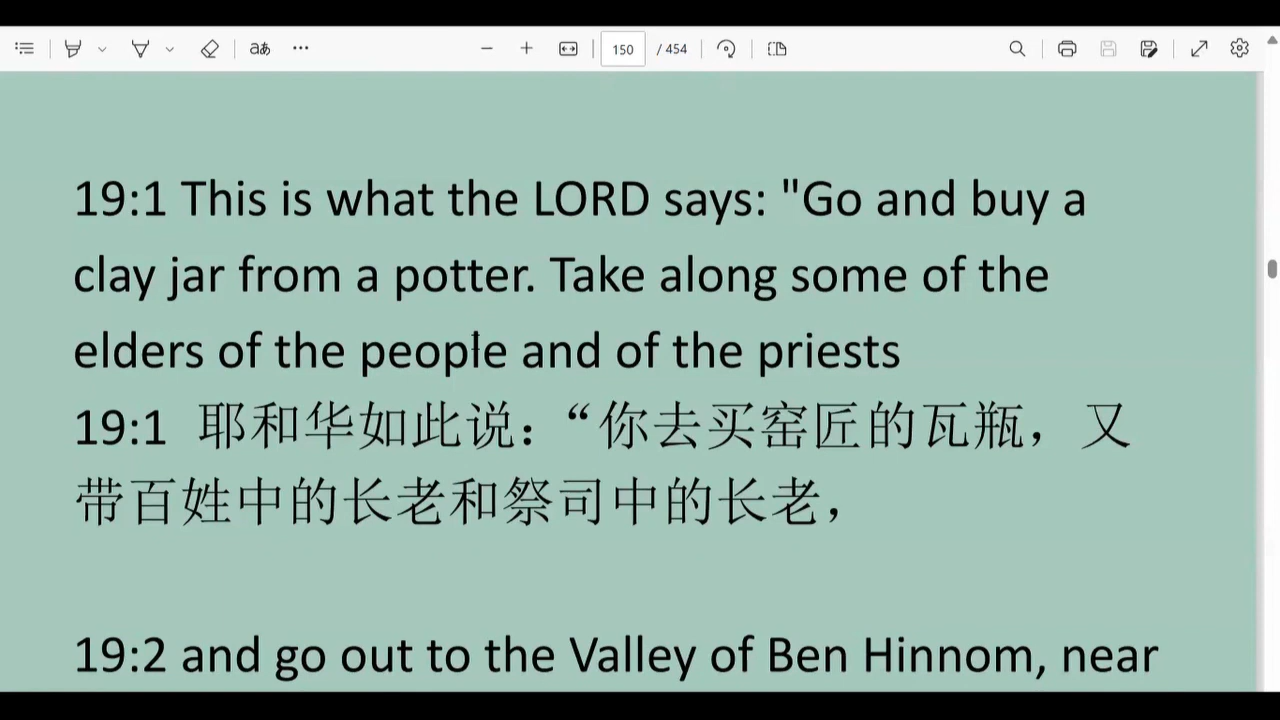 aあ
150 / 454
19:1 This is what the LORD says: "Go and buy a
clay jar from a potter. Take along some of the
elders of the people and of the priests
19:1 耶和华如此说：“你去买窑匠的瓦瓶，又
带百姓中的长老和祭司中的长老，
19:2 and go out to the Valley of Ben Hinnom, near